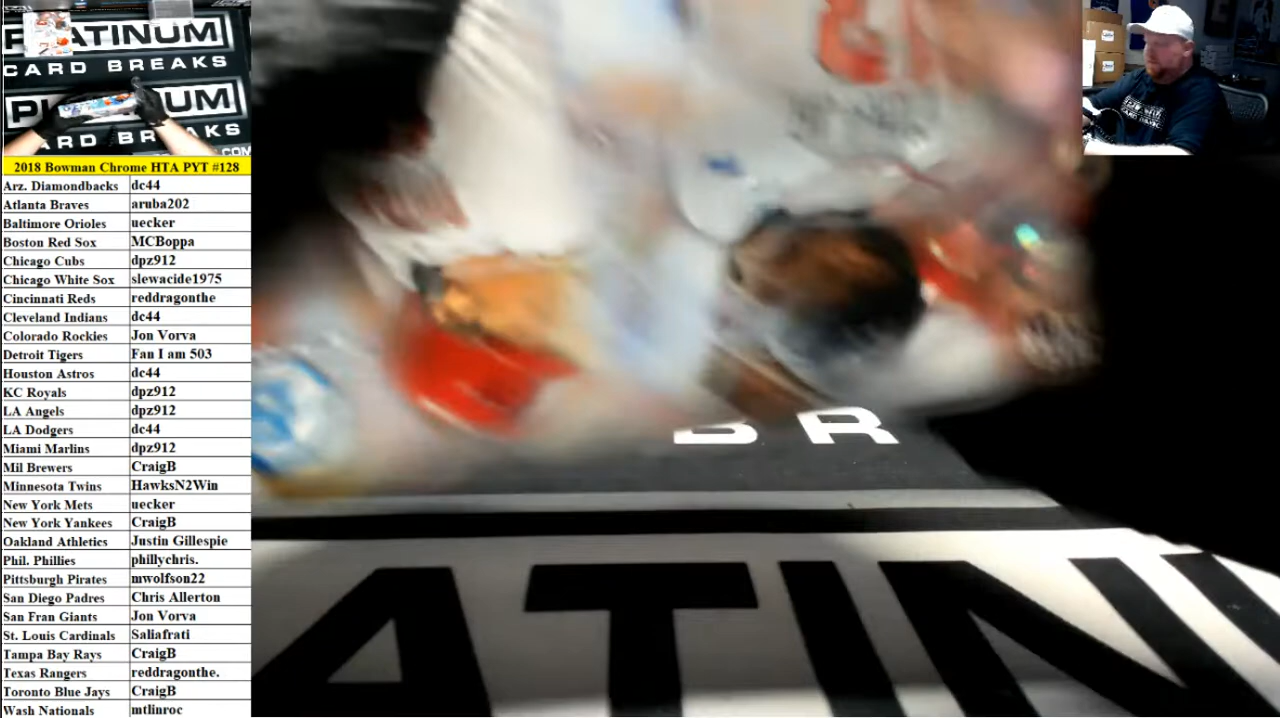 PLATINUM
CARD BREAKS
PLATINUM
ARD BREAKS
.COM
2018 Bowman Chrome HTA PYT #128
Arz. Diamondbacks dc44
Atlanta Braves aruba202
Baltimore Orioles uecker
Boston Red Sox MCBoppa
Chicago Cubs dpz912
Chicago White Sox slewacide1975
Cincinnati Reds reddragonthe
Cleveland Indians dc44
Colorado Rockies Jon Vorva
Detroit Tigers Fan I am 503
Houston Astros dc44
KC Royals dpz912
LA Angels dpz912
LA Dodgers dc44
Miami Marlins dpz912
Mil Brewers CraigB
Minnesota Twins HawksN2Win
New York Mets uecker
New York Yankees CraigB
Oakland Athletics Justin Gillespie
Phil. Phillies phillychris.
Pittsburgh Pirates mwolfson22
San Diego Padres Chris Allerton
San Fran Giants Jon Vorva
St. Louis Cardinals Saliafrati
Tampa Bay Rays CraigB
Texas Rangers reddragonthe.
Toronto Blue Jays CraigB
Wash Nationals mtlinroc
BR
ATINU